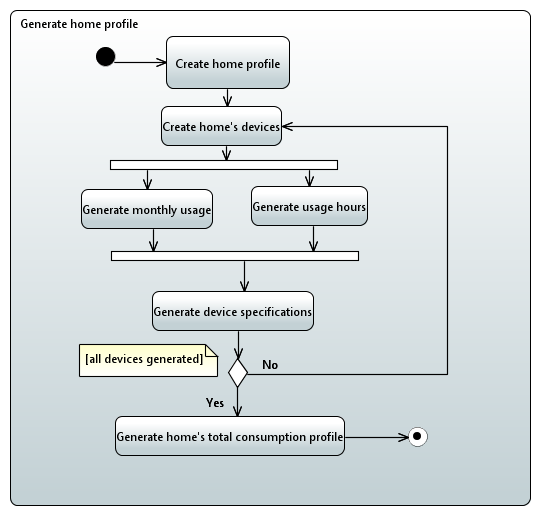 Generate home profile
Create home profile
Create home's devices
Generate monthly usage
Generate usage hours
Generate device specifications
[all devices generated]
No
Yes
Generate home's total consumption profile